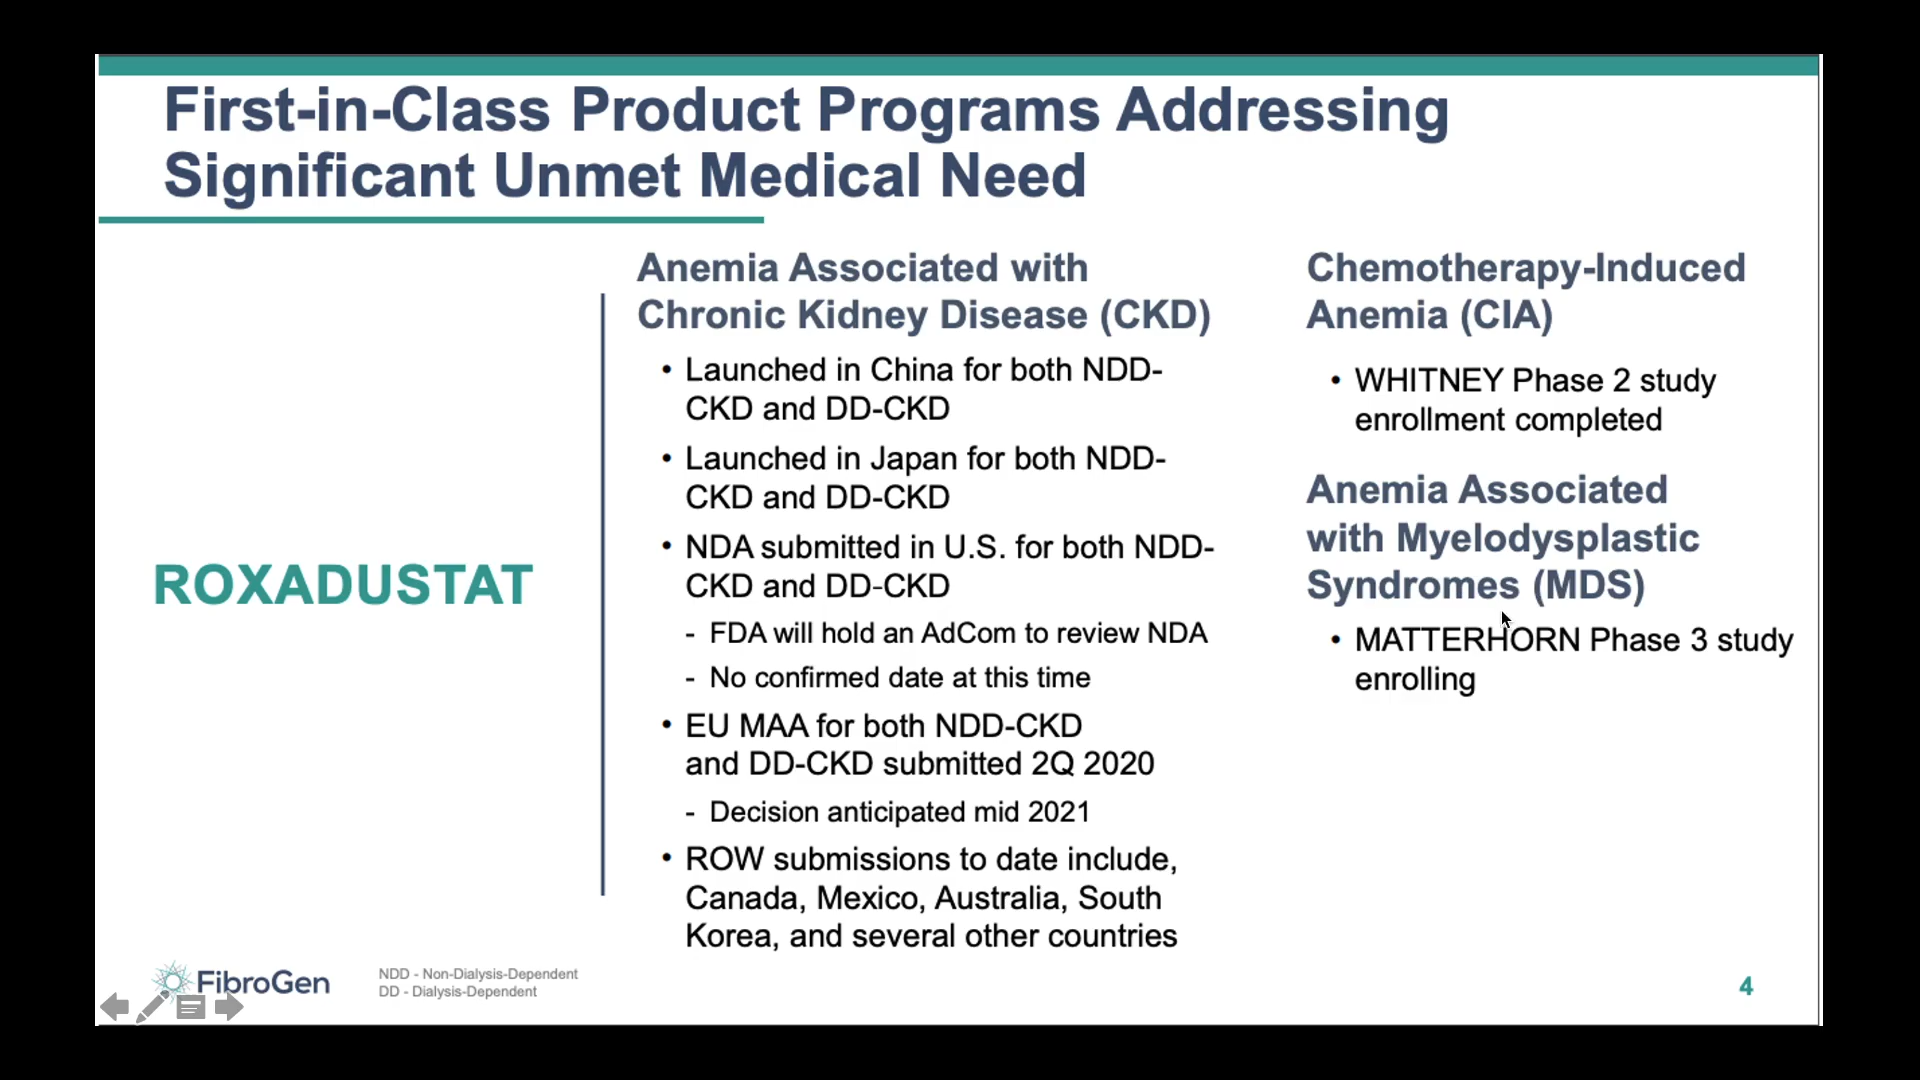 First-in-Class Product Programs Addressing
Significant Unmet Medical Need
ROXADUSTAT
Anemia Associated with
Chronic Kidney Disease (CKD)
• Launched in China for both NDD-
CKD and DD-CKD
• Launched in Japan for both NDD-
CKD and DD-CKD
• NDA submitted in U.S. for both NDD-
CKD and DD-CKD
- FDA will hold an AdCom to review NDA
- No confirmed date at this time
• EU MAA for both NDD-CKD
and DD-CKD submitted 2Q 2020
- Decision anticipated mid 2021
• ROW submissions to date include,
Canada, Mexico, Australia, South
Korea, and several other countries
Chemotherapy-Induced
Anemia (CIA)
• WHITNEY Phase 2 study
enrollment completed
Anemia Associated
with Myelodysplastic
Syndromes (MDS)
• MATTERHORN Phase 3 study
enrolling
FibroGen
NDD - Non-Dialysis-Dependent
DD - Dialysis-Dependent
4